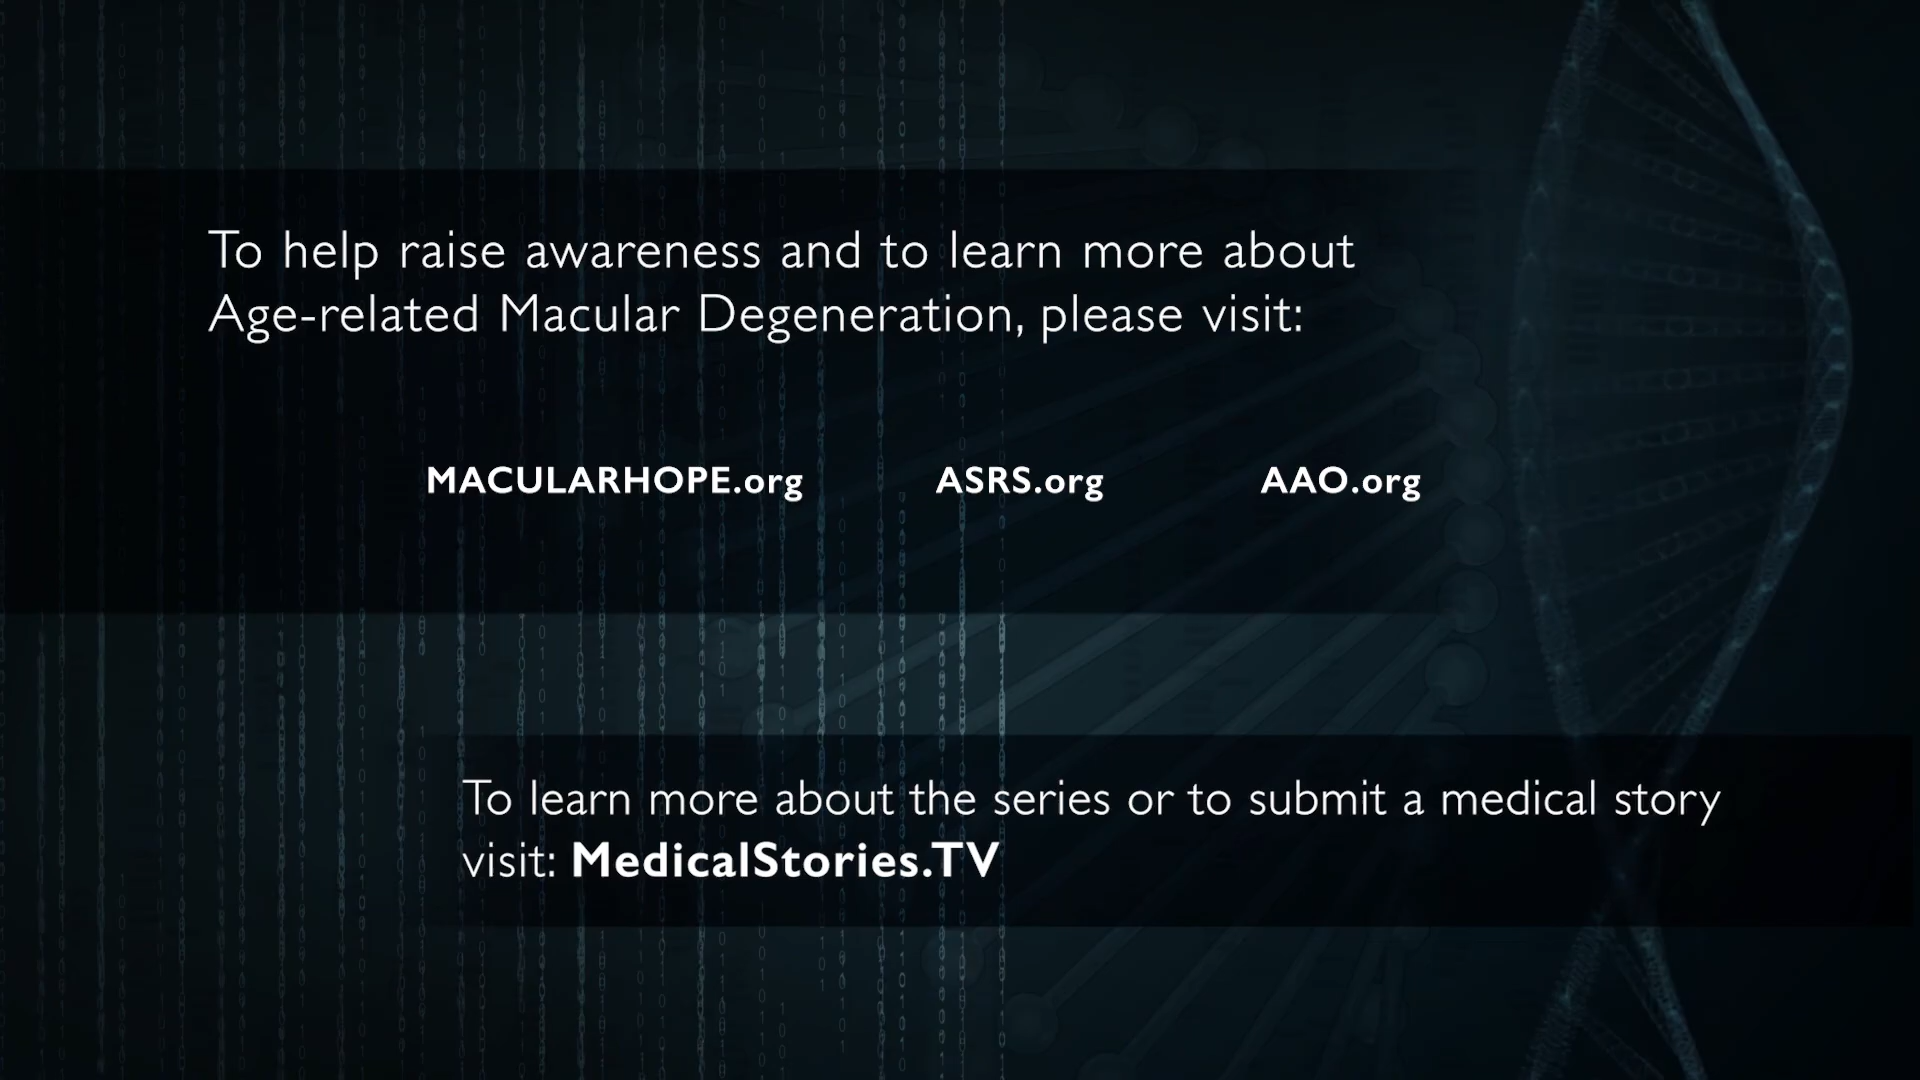 To help raise awareness and to learn more about
Age-related Macular Degeneration, please visit:
MACULARHOPE.org ASRS.org AAO.org
To learn more about the series or to submit a medical story
visit: MedicalStories.TV